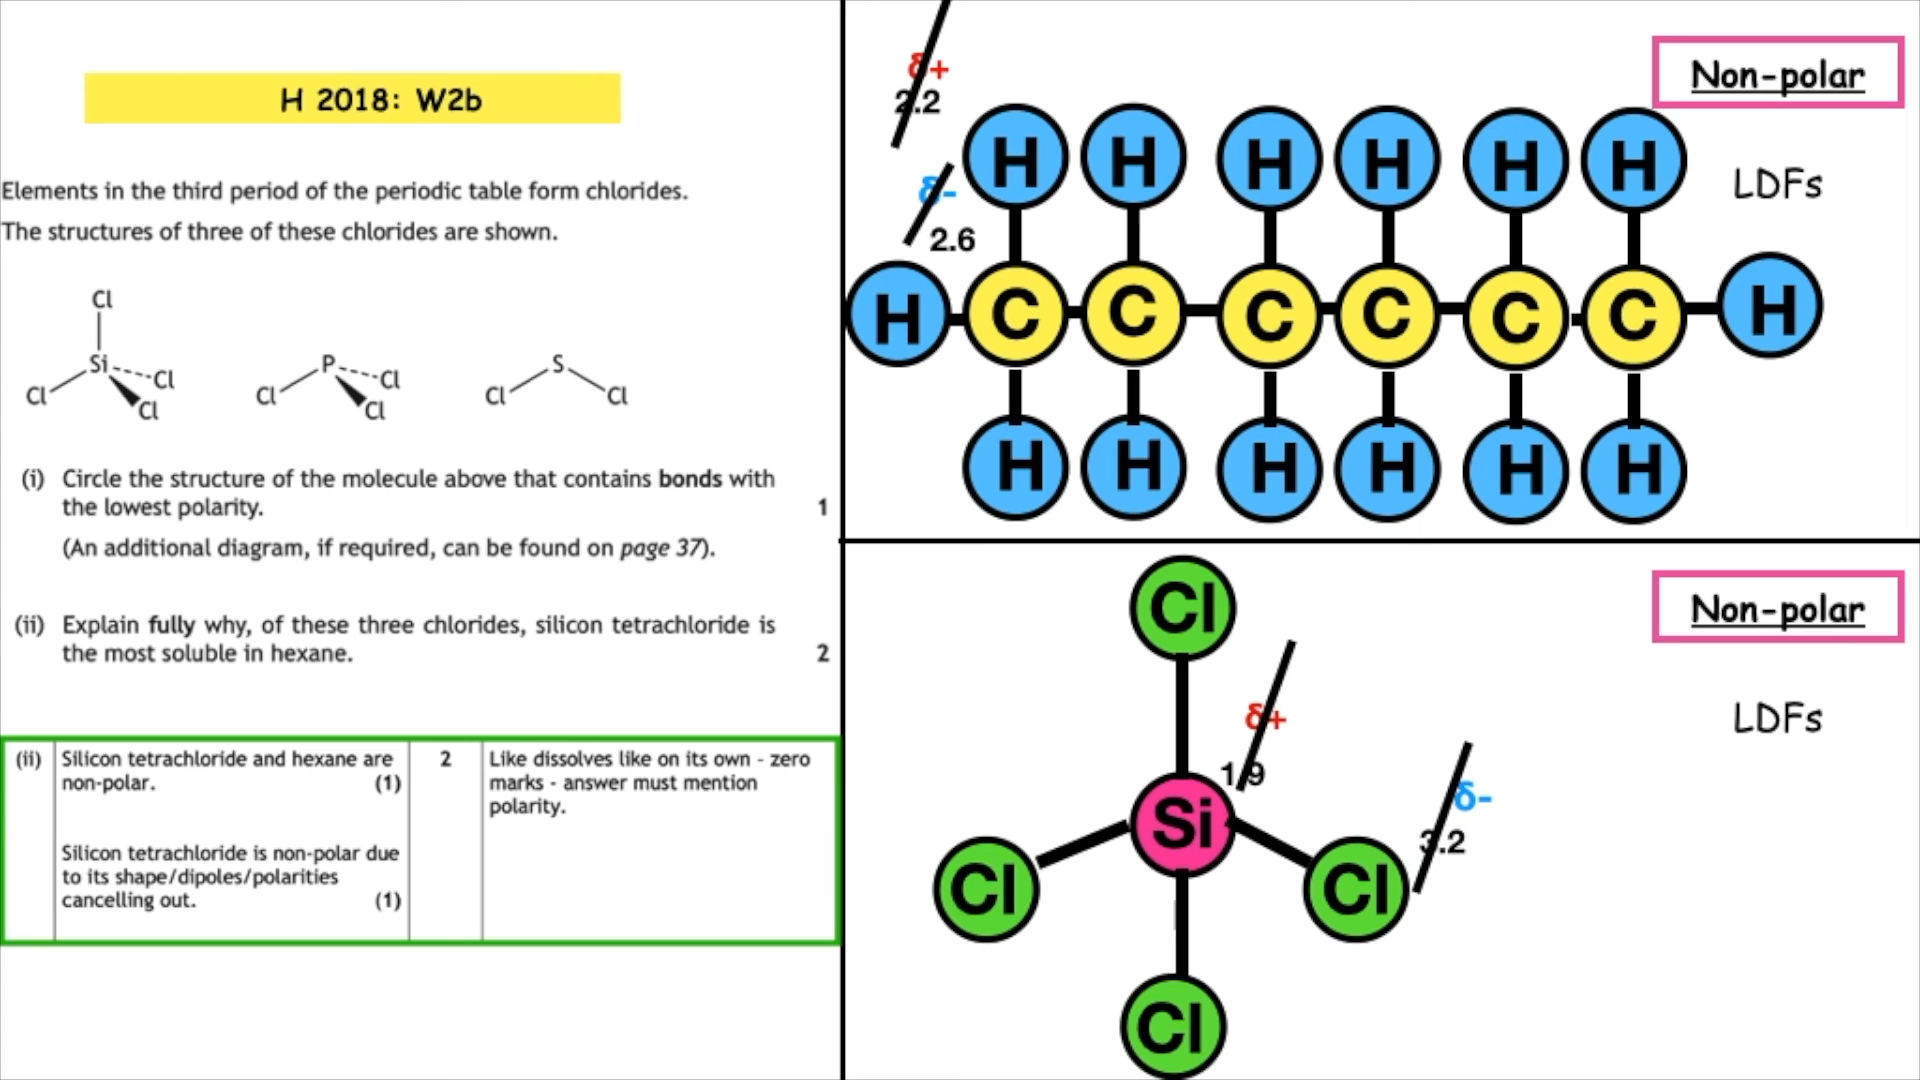 H 2018: W2b
Elements in the third period of the periodic table form chlorides.
The structures of three of these chlorides are shown.
Cl
Si
Cl
Cl
Cl
P
Cl
Cl
Cl
S
Cl
Cl
(i) Circle the structure of the molecule above that contains bonds with
the lowest polarity. 1
(An additional diagram, if required, can be found on page 37).
(ii) Explain fully why, of these three chlorides, silicon tetrachloride is
the most soluble in hexane. 2
(ii)
Silicon tetrachloride and hexane are
non-polar. (1)
Silicon tetrachloride is non-polar due
to its shape/dipoles/polarities
cancelling out. (1)
2
Like dissolves like on its own - zero
marks - answer must mention
polarity.
Non-polar
LDFs
δ+
2.2
δ-
2.6
H H H H H H
H C C C C C C H
H H H H H H
Non-polar
LDFs
Cl
δ+
1.9
δ-
3.2
Si
Cl Cl
Cl